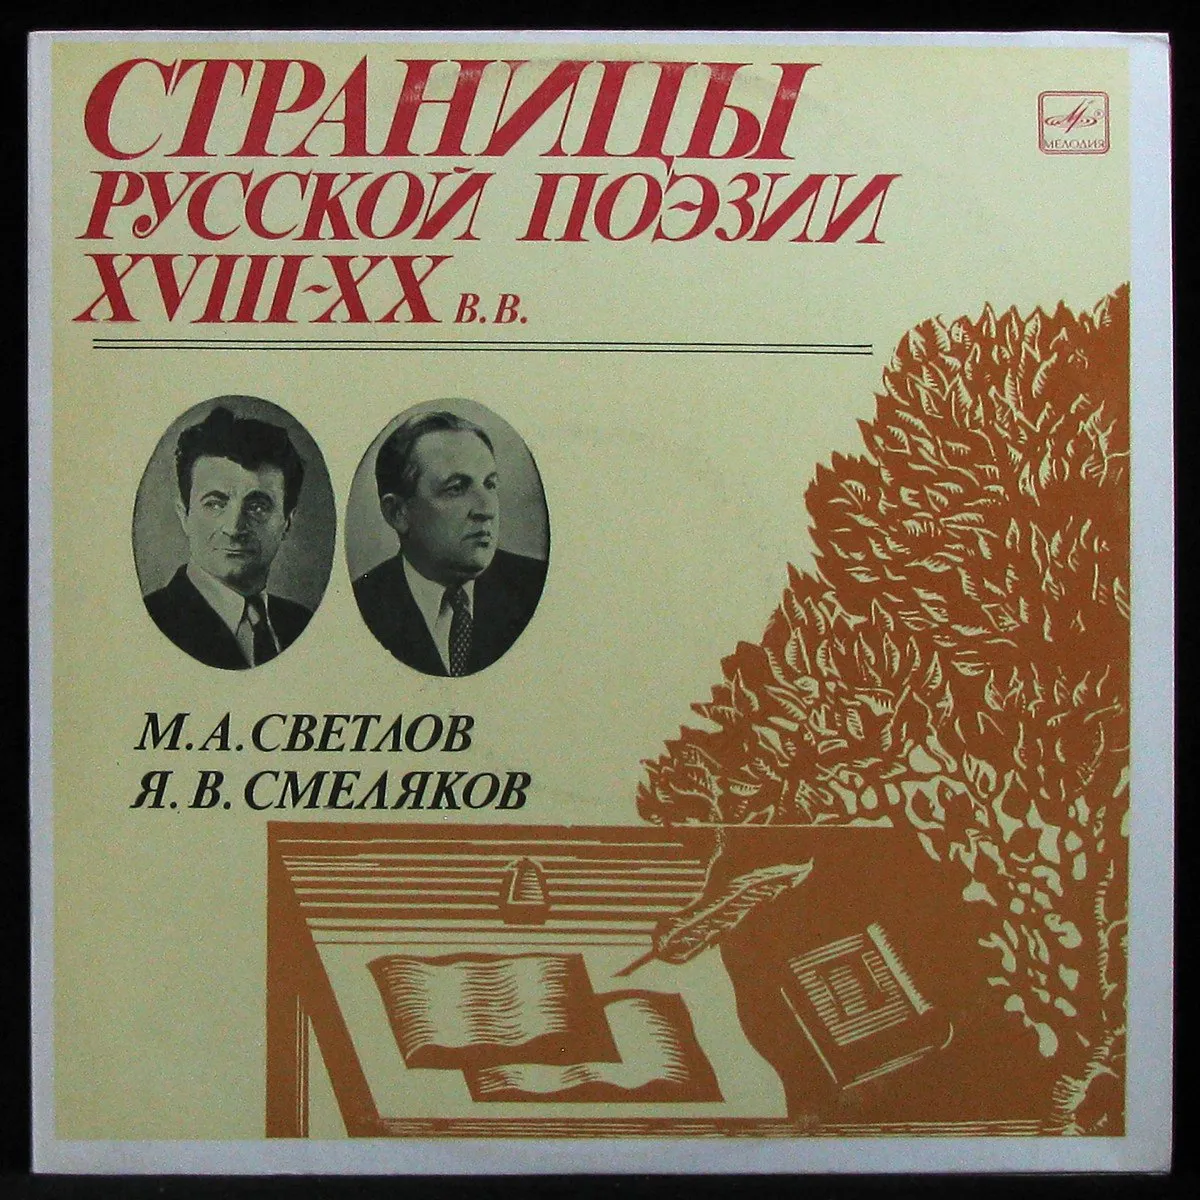 СТРАНИЦЫ
РУССКОЙ ПОЭЗИИ
XVIII-XX В.В.
МЕЛОДИЯ
М.А.СВЕТЛОВ
Я.В.СМЕЛЯКОВ